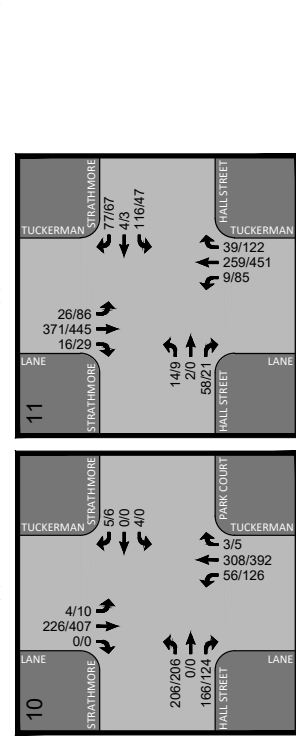 11
TUCKERMAN
LANE
STRATHMORE
STRATHMORE
HALL STREET
HALL STREET
TUCKERMAN
LANE
26/86
371/445
16/29
77/67
4/3
116/47
14/9
2/0
58/21
39/122
259/451
9/85
10
TUCKERMAN
LANE
STRATHMORE
STRATHMORE
HALL STREET
PARK COURT
TUCKERMAN
LANE
4/10
226/407
0/0
5/6
0/0
4/0
206/206
0/0
166/124
3/5
308/392
56/126